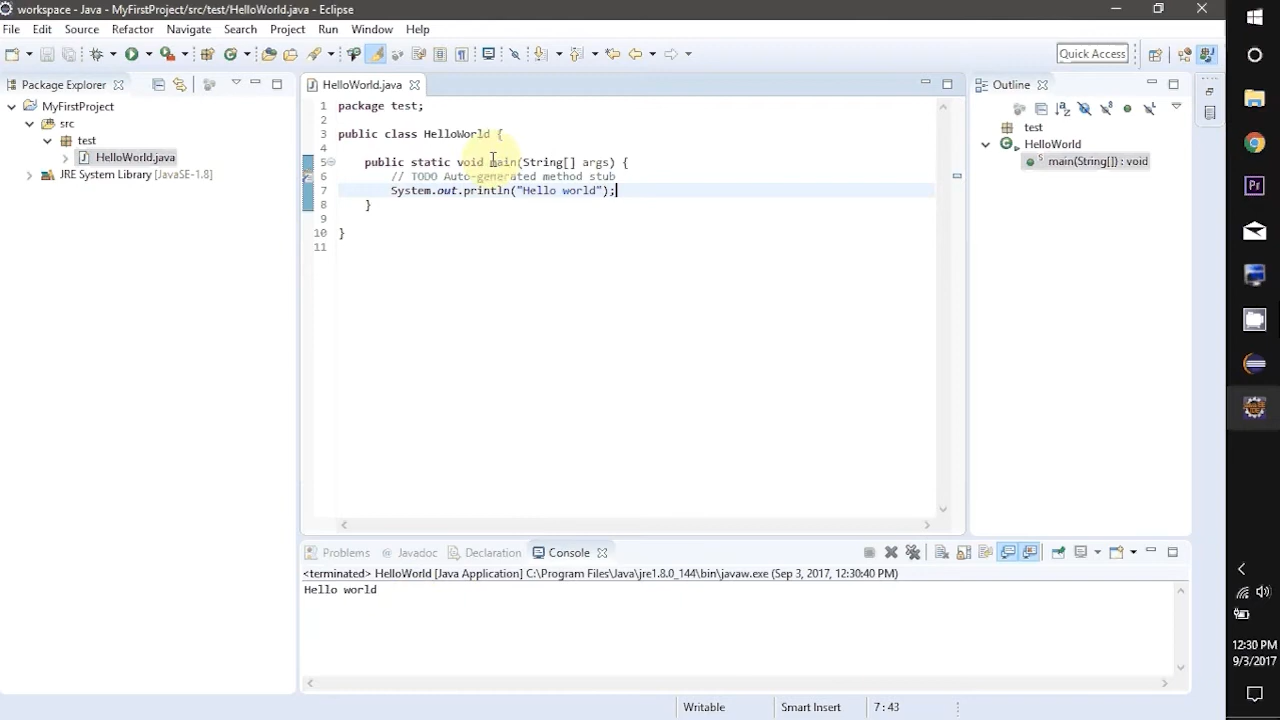 workspace - Java - MyFirstProject/src/test/HelloWorld.java - Eclipse
File Edit Source Refactor Navigate Search Project Run Window Help
Quick Access
Package Explorer
MyFirstProject
src
test
HelloWorld.java
JRE System Library [JavaSE-1.8]
HelloWorld.java
1 package test;
2
3 public class HelloWorld {
4
5 public static void main(String[] args) {
6 // TODO Auto-generated method stub
7 System.out.println("Hello world");
8 }
9
10 }
11
Outline
test
HelloWorld
main(String[]) : void
Problems @ Javadoc Declaration Console
<terminated> HelloWorld [Java Application] C:\Program Files\Java\jre1.8.0_144\bin\javaw.exe (Sep 3, 2017, 12:30:40 PM)
Hello world
Writable Smart Insert 7 : 43
Pr
12:30 PM
9/3/2017